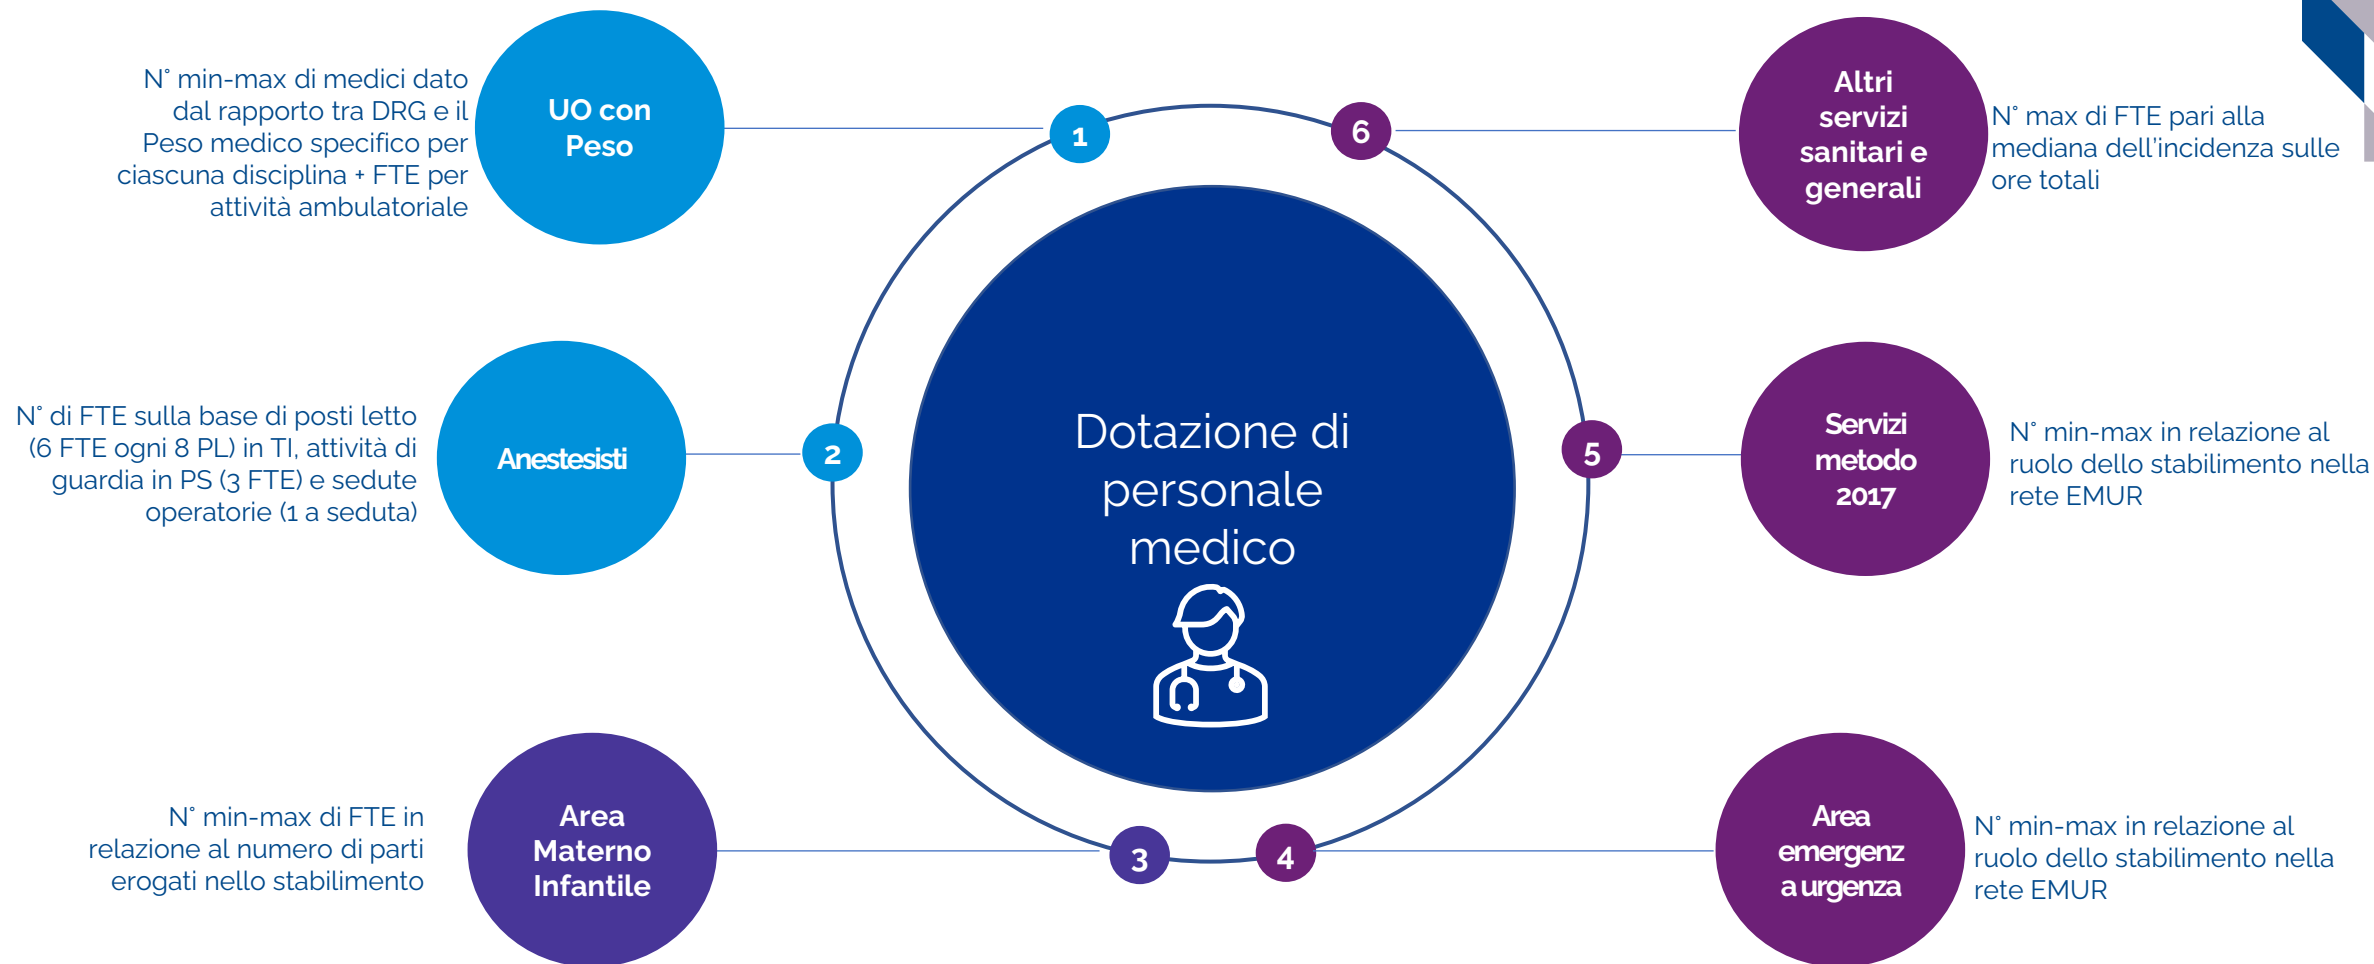 N° min-max di medici dato
dal rapporto tra DRG e il
Peso medico specifico per
ciascuna disciplina + FTE per
attività ambulatoriale
UO con
Peso
1
N° di FTE sulla base di posti letto
(6 FTE ogni 8 PL) in TI, attività di
guardia in PS (3 FTE) e sedute
operatorie (1 a seduta)
Anestesisti
2
N° min-max di FTE in
relazione al numero di parti
erogati nello stabilimento
Area
Materno
Infantile
3
Dotazione di
personale
medico
4
Area
emergenz
a urgenza
N° min-max in relazione al
ruolo dello stabilimento nella
rete EMUR
5
Servizi
metodo
2017
N° min-max in relazione al
ruolo dello stabilimento nella
rete EMUR
6
Altri
servizi
sanitari e
generali
N° max di FTE pari alla
mediana dell'incidenza sulle
ore totali